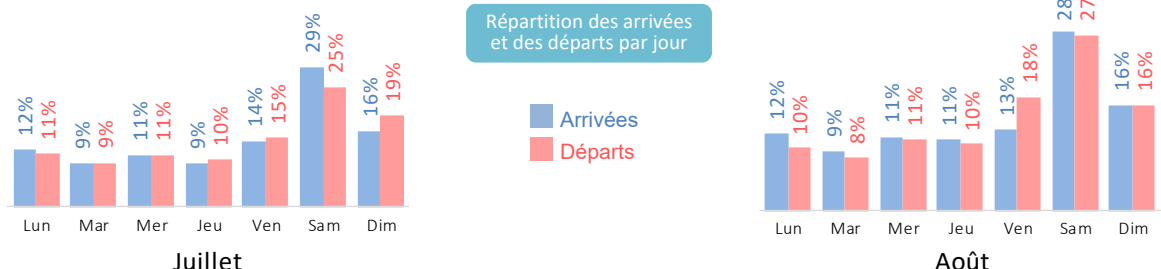 Répartition des arrivées
et des départs par jour
Arrivées
Départs
12% 11% 9% 9% 11% 11% 9% 10% 14% 15% 29% 25% 16% 19%
Lun Mar Mer Jeu Ven Sam Dim
Juillet
12% 10% 9% 8% 11% 11% 11% 10% 13% 18% 28 27 16% 16%
Lun Mar Mer Jeu Ven Sam Dim
Août